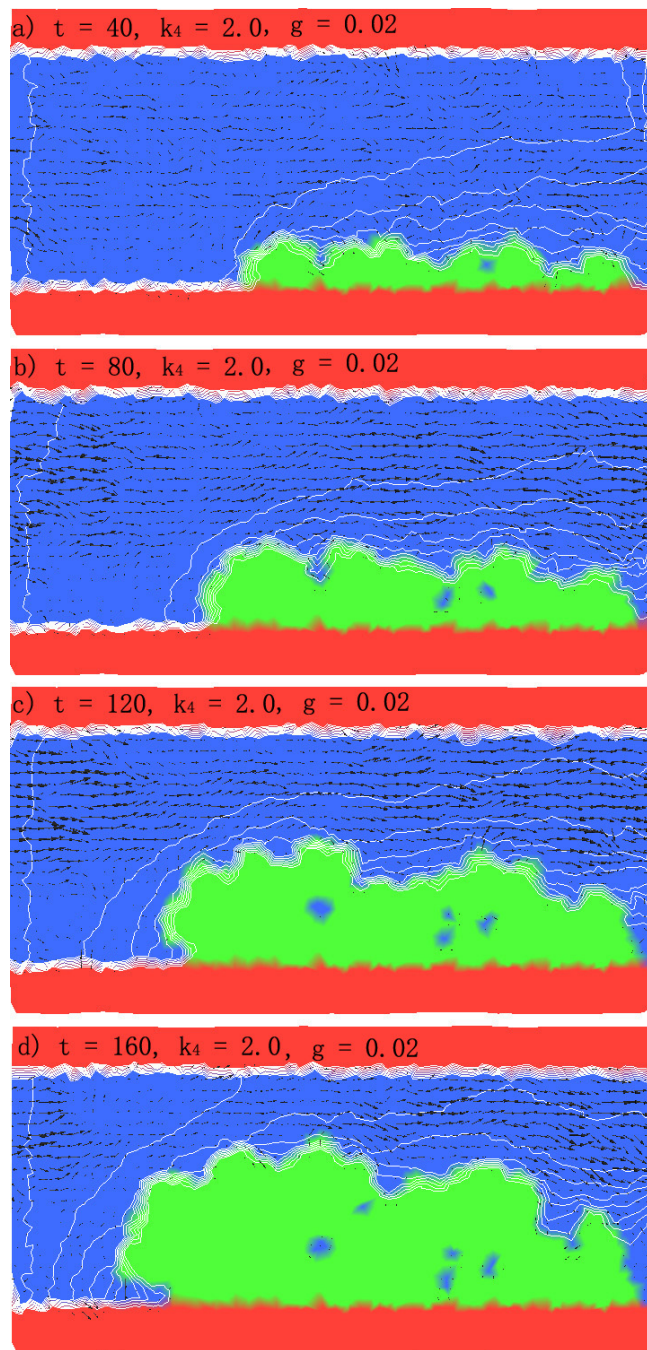 a) t = 40, k₄ = 2.0, g = 0.02
b) t = 80, k₄ = 2.0, g = 0.02
c) t = 120, k₄ = 2.0, g = 0.02
d) t = 160, k₄ = 2.0, g = 0.02